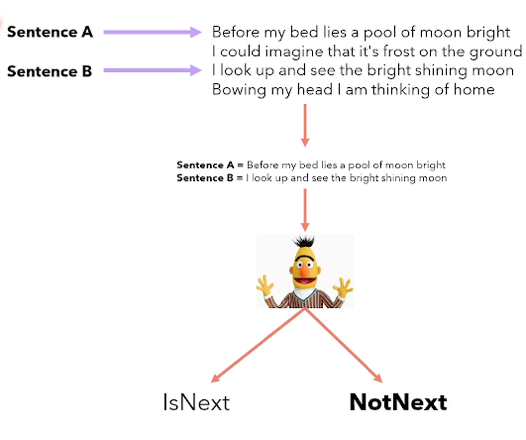 Sentence A
Before my bed lies a pool of moon bright
I could imagine that it's frost on the ground
Sentence B
I look up and see the bright shining moon
Bowing my head I am thinking of home
Sentence A = Before my bed lies a pool of moon bright
Sentence B = I look up and see the bright shining moon
IsNext
NotNext